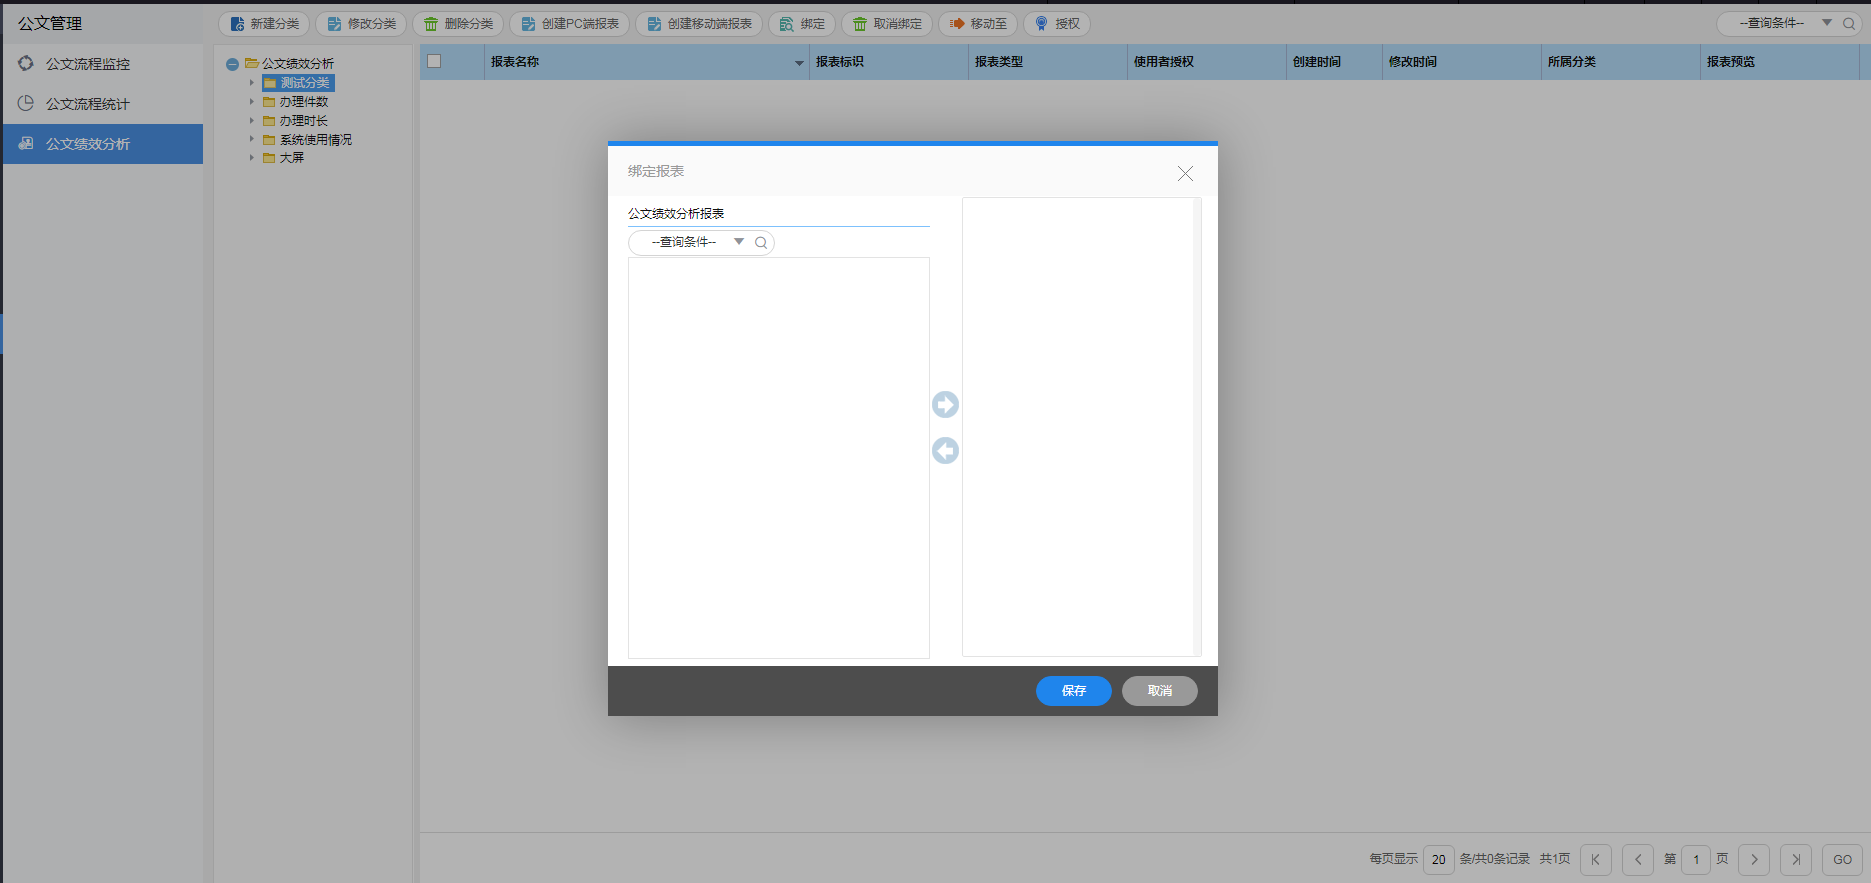 公文管理
新建分类 修改分类 删除分类 创建PC端报表 创建移动端报表 绑定 取消绑定 移动至 授权
--查询条件--
公文流程监控
公文流程统计
公文绩效分析
公文绩效分析
测试分类
办理件数
办理时长
系统使用情况
大屏
报表名称 报表标识 报表类型 使用者授权 创建时间 修改时间 所属分类 报表预览
绑定报表
公文绩效分析报表
--查询条件--
保存 取消
每页显示 20 条/共0条记录 共1页 第 1 页 GO